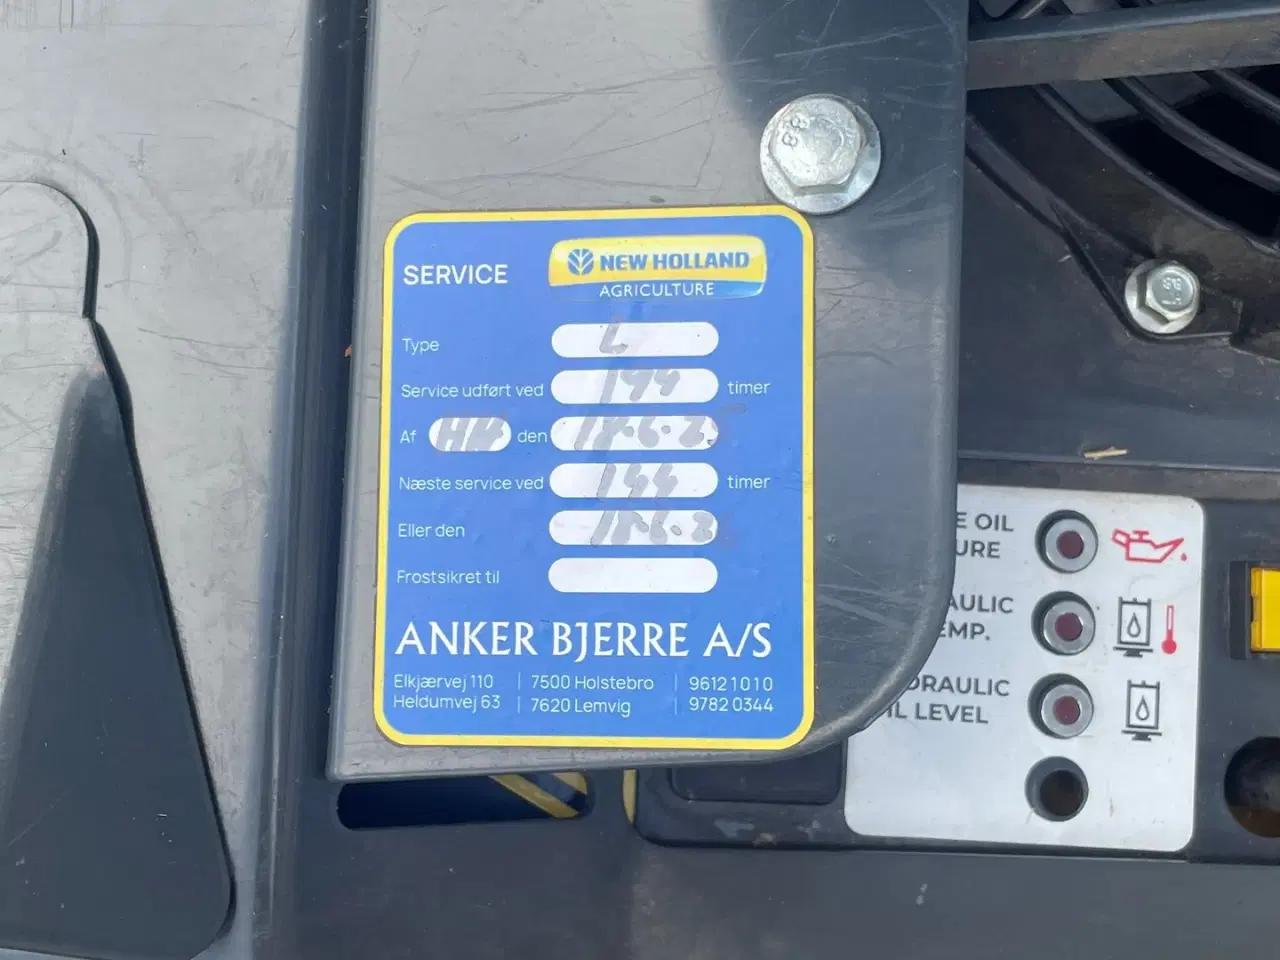 88
SERVICE
NEW HOLLAND
AGRICULTURE
Type L
Service udført ved 144 timer
Af den
Næste service ved timer
Eller den
Frostsikret til
ANKER BJERRE A/S
Elkjærvej 110 | 7500 Holstebro | 96121010
Heldumvej 63 | 7620 Lemvig | 9782 0344
E OIL
URE
AULIC
EMP.
DRAULIC
IL LEVEL